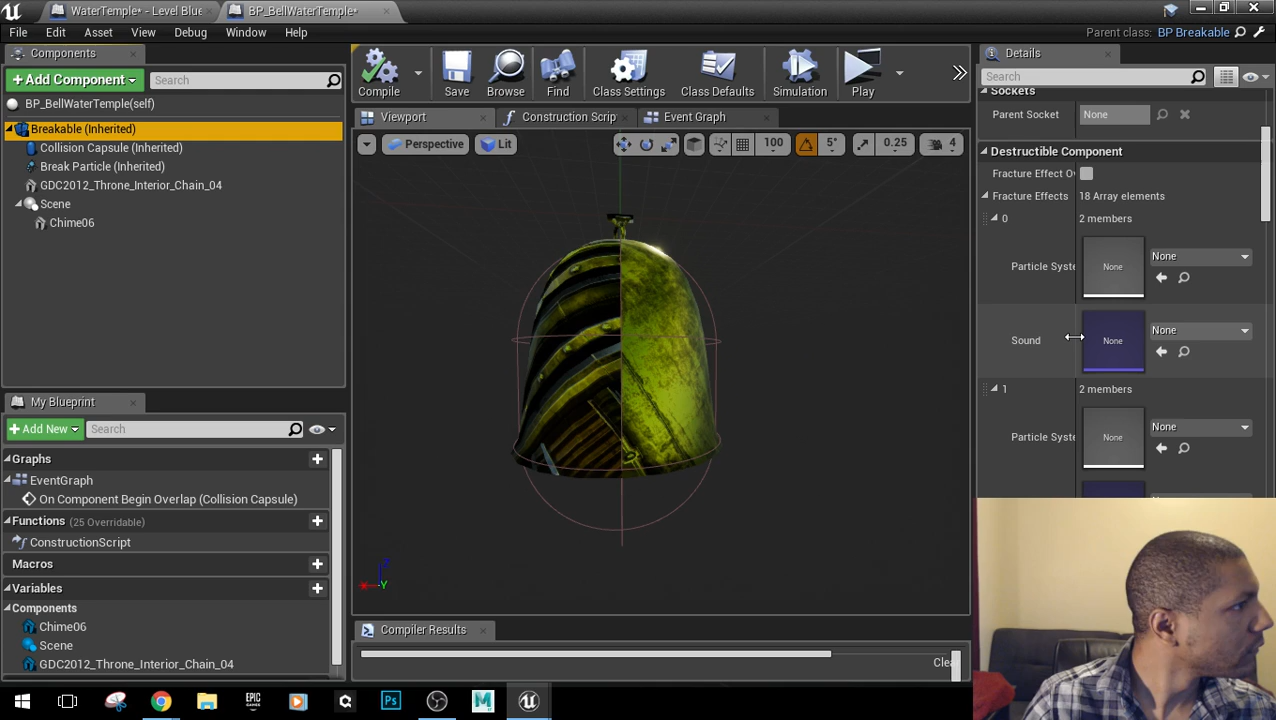 WaterTemple* - Level Blue
BP_BellWaterTemple*
File Edit Asset View Debug Window Help
Parent class: BP Breakable
Components
Details
+Add Component
Search
BP_BellWaterTemple(self)
Breakable (Inherited)
Collision Capsule (Inherited)
Break Particle (Inherited)
GDC2012_Throne_Interior_Chain_04
Scene
Chime06
Compile
Save
Browse
Find
Class Settings
Class Defaults
Simulation
Play
Viewport
Construction Scrip
Event Graph
Perspective
Lit
100
5°
0.25
4
Z
X
Y
Search
Sockets
Parent Socket
None
Destructible Component
Fracture Effect O
Fracture Effects
18 Array elements
0
2 members
Particle Syste
None
None
Sound
None
None
1
2 members
Particle Syste
None
None
My Blueprint
+Add New
Search
Graphs
EventGraph
On Component Begin Overlap (Collision Capsule)
Functions (25 Overridable)
ConstructionScript
Macros
Variables
Components
Chime06
Scene
GDC2012_Throne_Interior_Chain_04
Compiler Results
Clea
EPIC GAMES
Ps
M